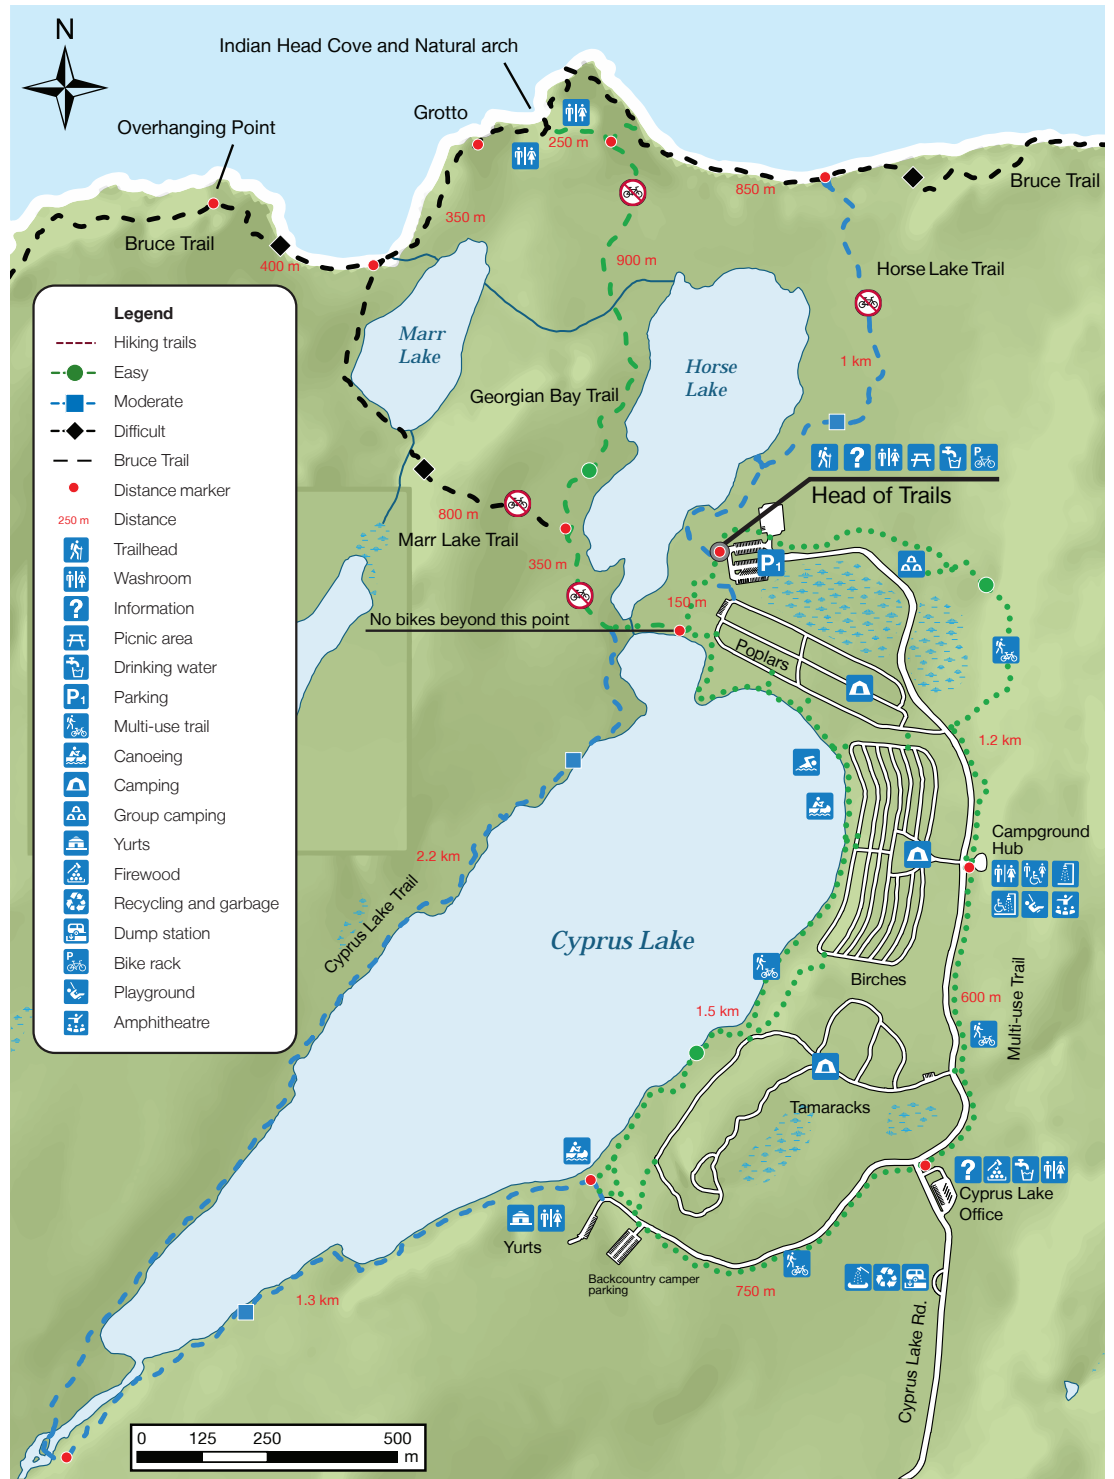 N
Indian Head Cove and Natural arch
Grotto
Overhanging Point
250 m
850 m
Bruce Trail
Bruce Trail
350 m
400 m
900 m
Horse Lake Trail
Marr
Lake
1 km
Horse
Lake
Georgian Bay Trail
P
Head of Trails
800 m
Marr Lake Trail
350 m
P1
150 m
No bikes beyond this point
Poplars
1.2 km
Campground
Hub
2.2 km
Cyprus Lake Trail
Cyprus Lake
Birches
600 m
Multi-use Trail
1.5 km
Tamaracks
?
Cyprus Lake
Office
Yurts
Backcountry camper
parking
750 m
1.3 km
Cyprus Lake Rd.
Legend
Hiking trails
Easy
Moderate
Difficult
Bruce Trail
Distance marker
250 m Distance
Trailhead
Washroom
? Information
Picnic area
Drinking water
P1 Parking
Multi-use trail
Canoeing
Camping
Group camping
Yurts
Firewood
Recycling and garbage
Dump station
P Bike rack
Playground
Amphitheatre
0 125 250 500
m
?